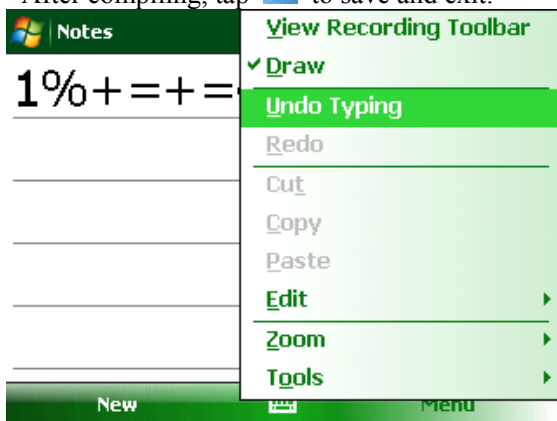 After compiling, tap to save and exit.
Notes
1%+=+=
View Recording Toolbar
Draw
Undo Typing
Redo
Cut
Copy
Paste
Edit
Zoom
Tools
New
Menu